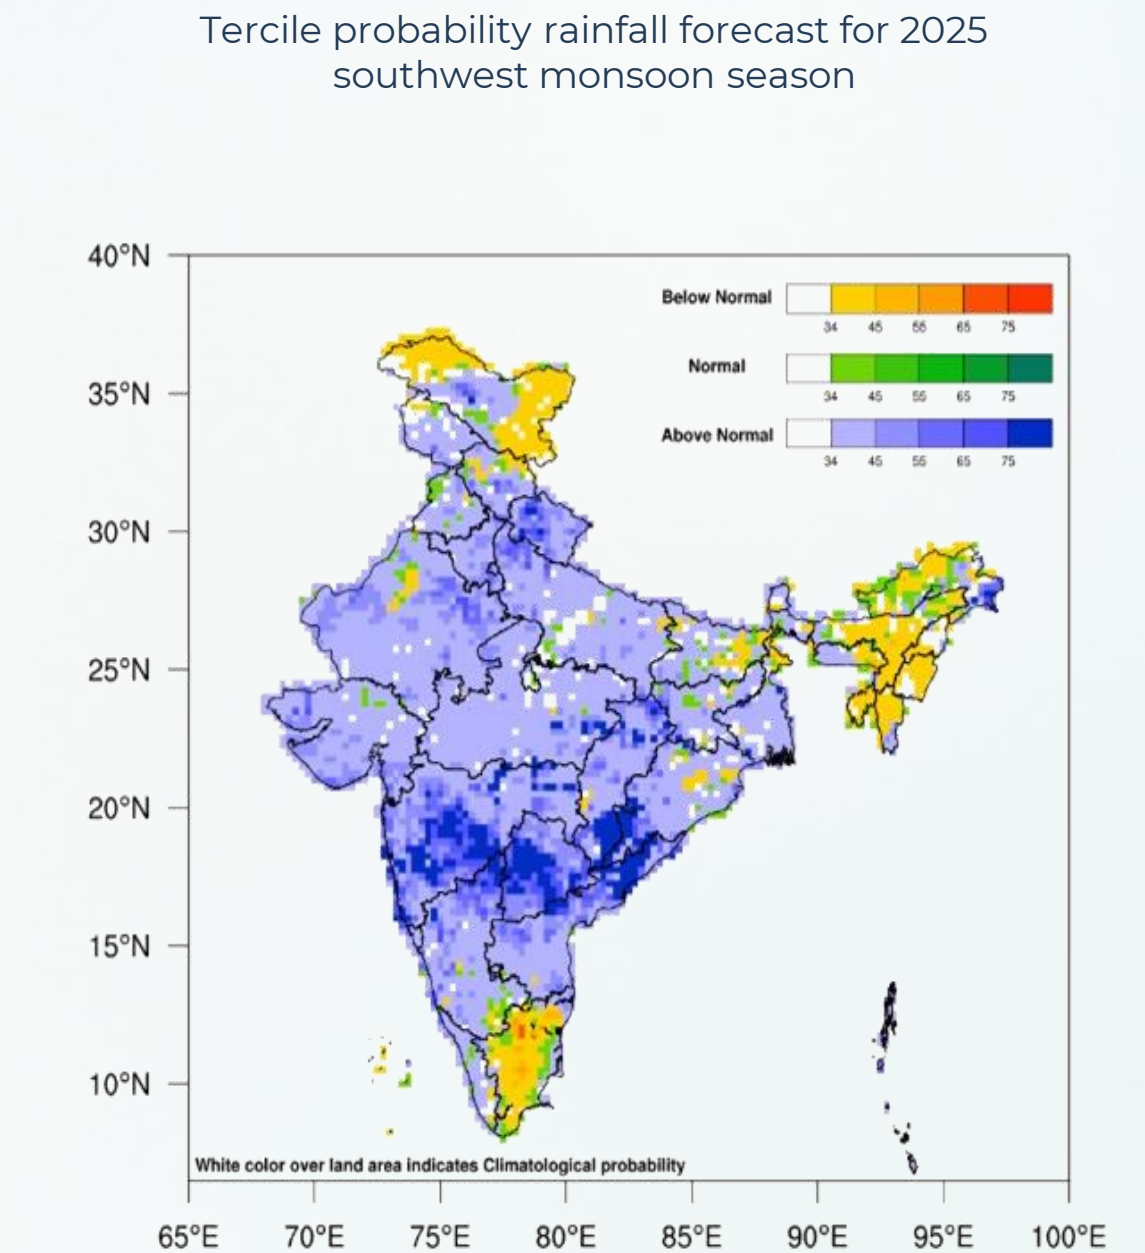 Tercile probability rainfall forecast for 2025
southwest monsoon season
40°N
Below Normal
34 45 55 65 75
Normal
34 45 55 65 75
35°N
Above Normal
34 45 55 65 75
30°N
25°N
20°N
15°N
10°N
White color over land area indicates Climatological probability
65°E 70°E 75°E 80°E 85°E 90°E 95°E 100°E